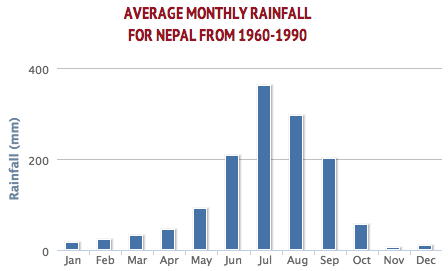 AVERAGE MONTHLY RAINFALL
FOR NEPAL FROM 1960-1990
Rainfall (mm)
400
200
0
Jan Feb Mar Apr May Jun Jul Aug Sep Oct Nov Dec